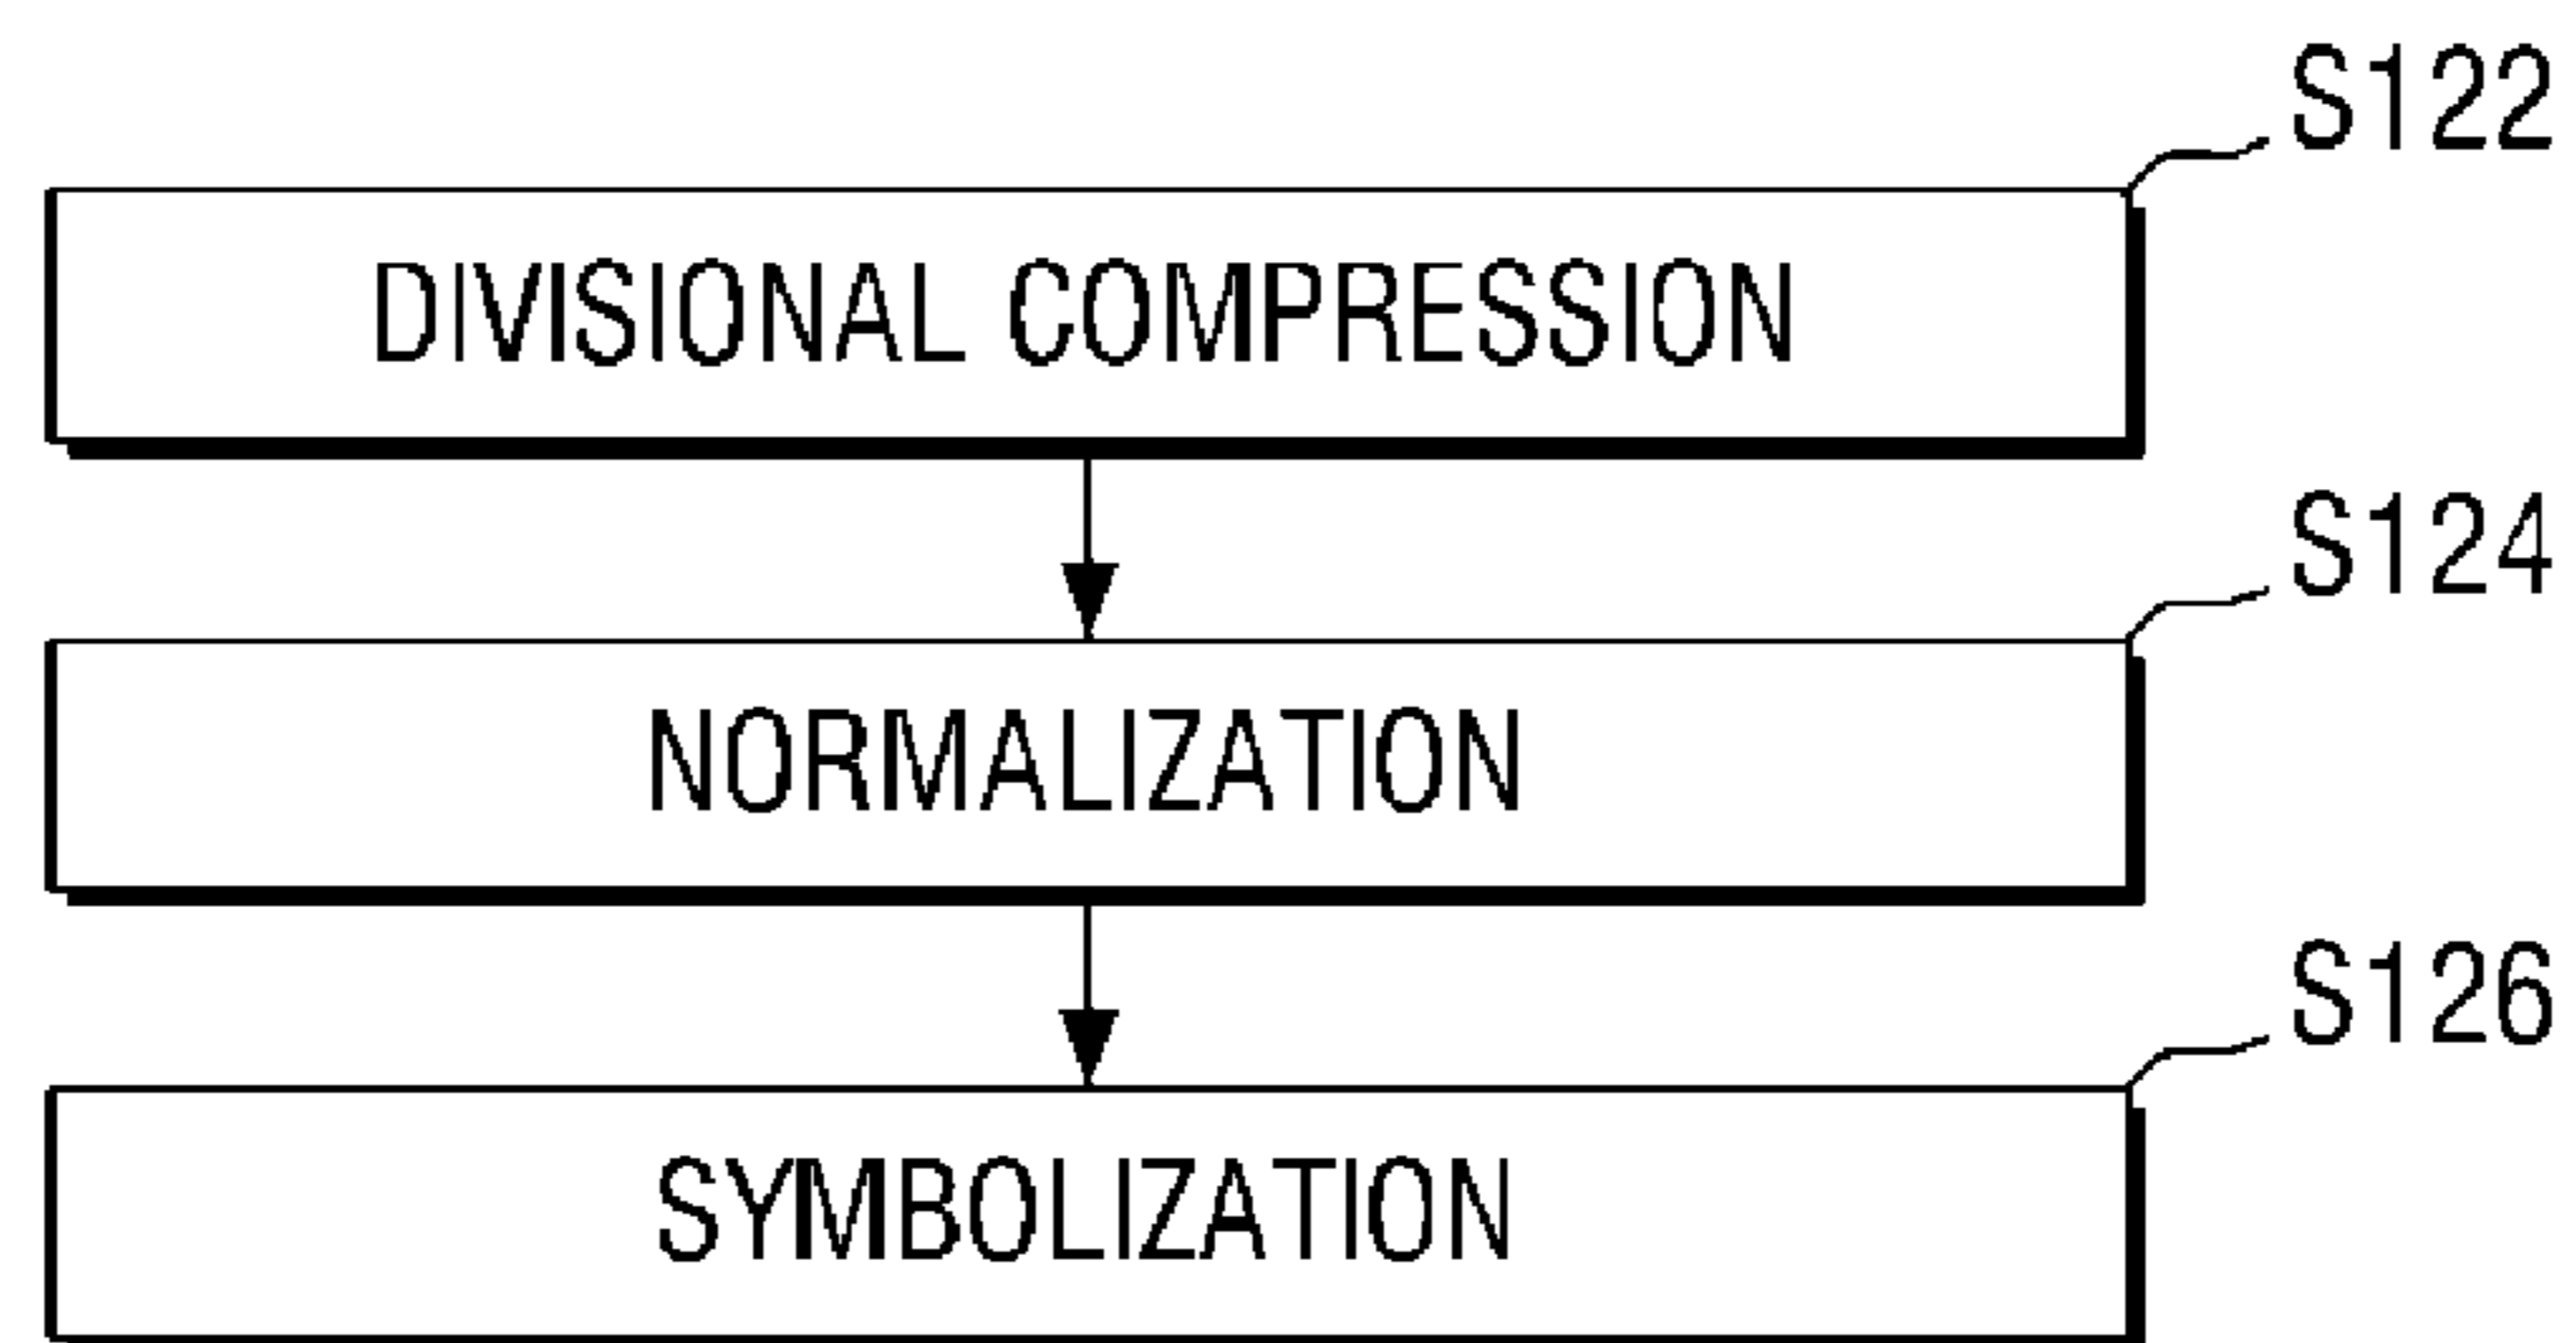 S122
DIVISIONAL COMPRESSION
S124
NORMALIZATION
S126
SYMBOLIZATION